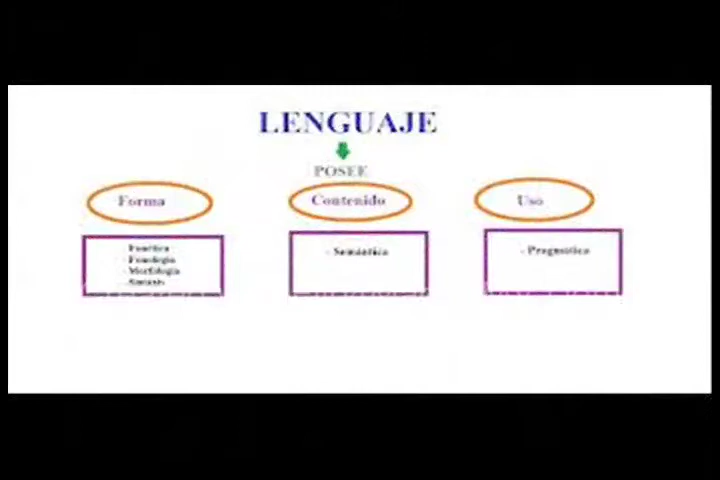 LENGUAJE
POSEE
Forma
Contenido
Uso
Fonética
- Fonología
- Morfología
- Sintaxis
- Semántica
- Pragmática